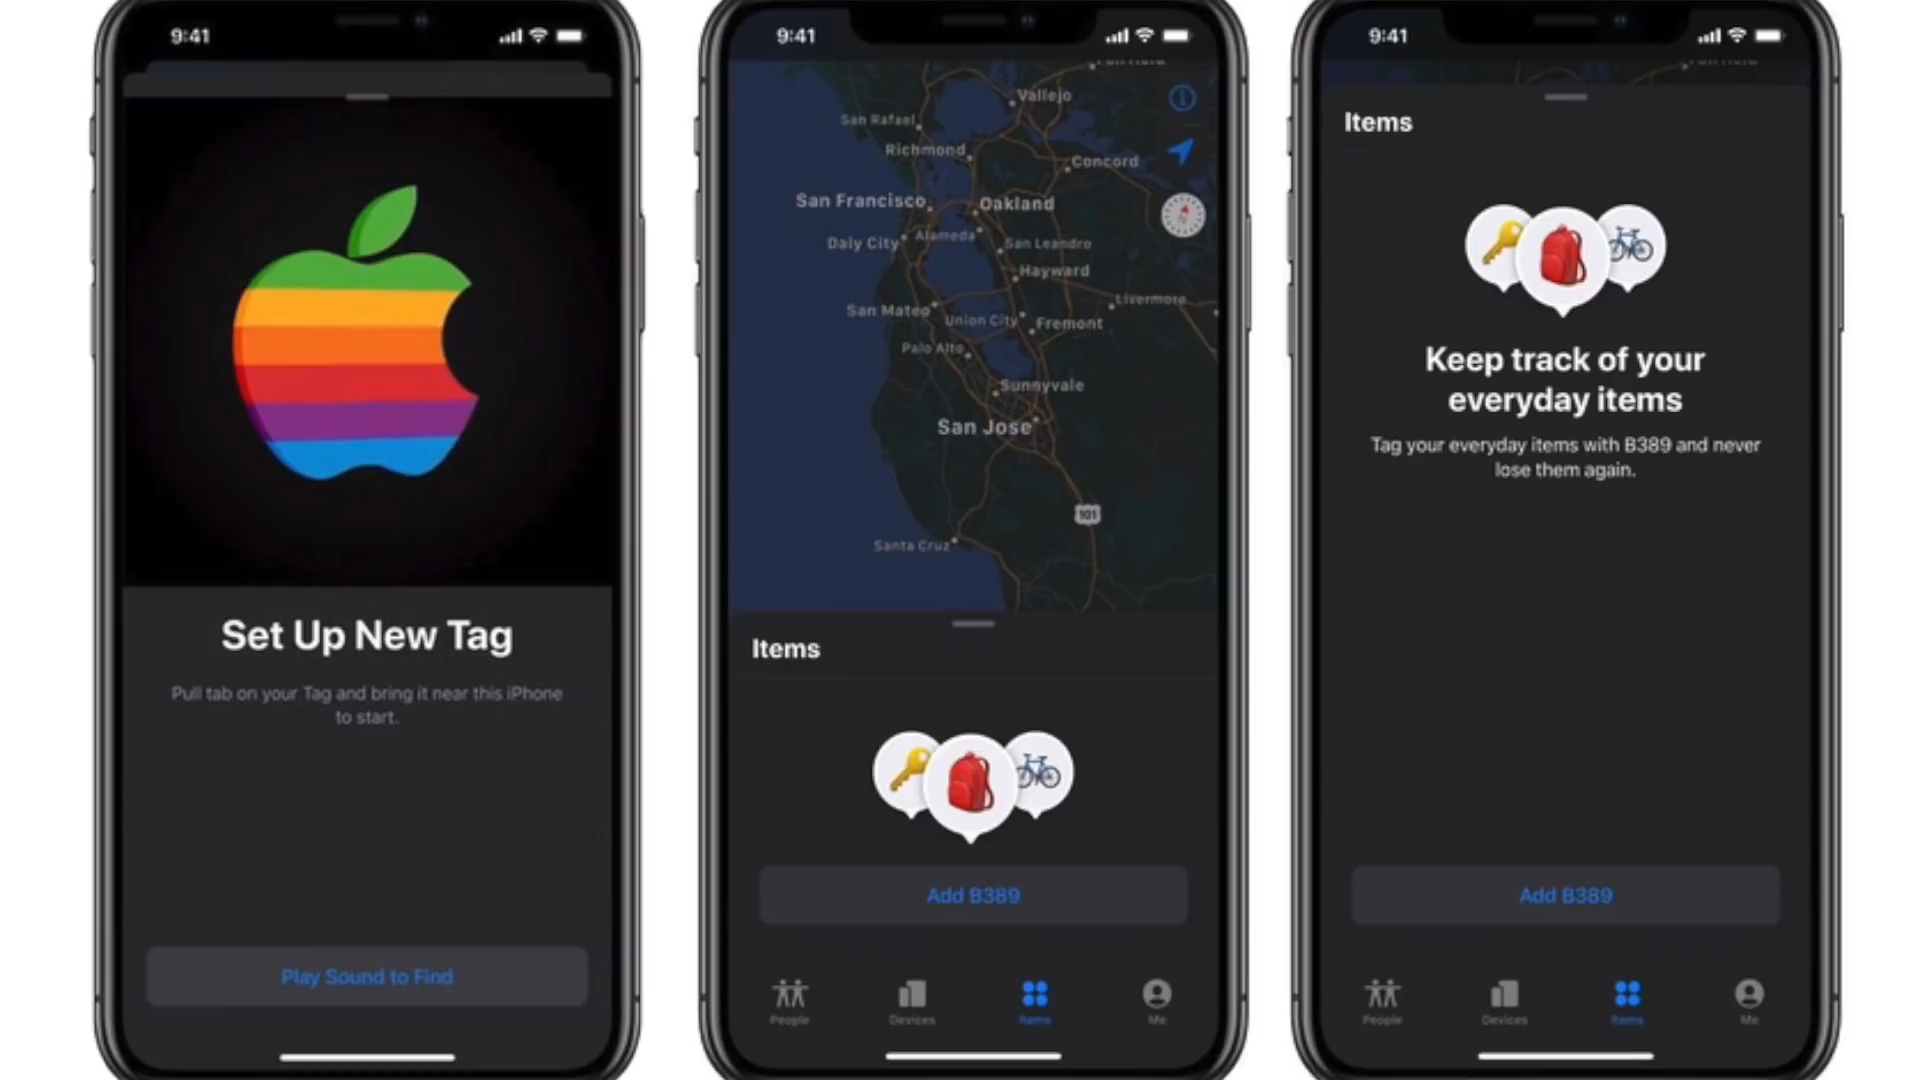 9:41
Set Up New Tag
Pull tab on your Tag and bring it near this iPhone
to start.
Play Sound to Find
9:41
Vallejo
San Rafael
Richmond
Concord
San Francisco
Oakland
Daly City
Alameda
San Leandro
Hayward
Livermore
San Mateo
Union City
Fremont
Palo Alto
Sunnyvale
San Jose
101
Santa Cruz
Items
Add B389
People
Devices
Items
Me
9:41
Items
Keep track of your
everyday items
Tag your everyday items with B389 and never
lose them again.
Add B389
People
Devices
Items
Me